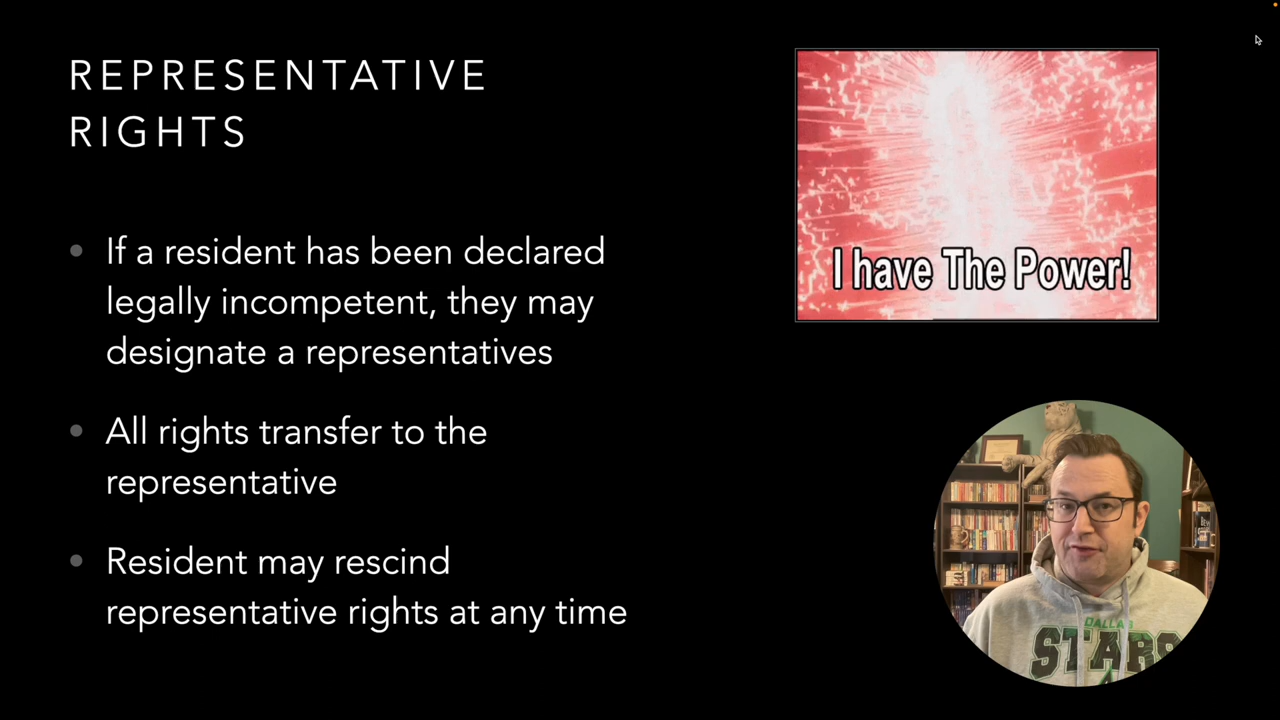 REPRESENTATIVE
RIGHTS
If a resident has been declared
legally incompetent, they may
designate a representatives
All rights transfer to the
representative
Resident may rescind
representative rights at any time
I have The Power!
DALLAS
STARS